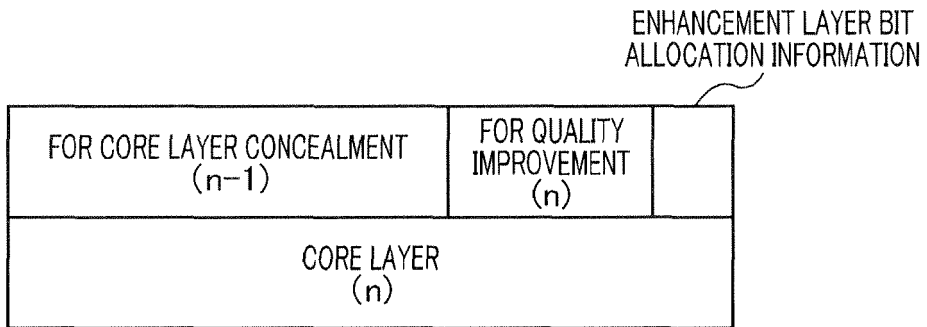 ENHANCEMENT LAYER BIT
ALLOCATION INFORMATION
FOR CORE LAYER CONCEALMENT
(n-1)
FOR QUALITY
IMPROVEMENT
(n)
CORE LAYER
(n)